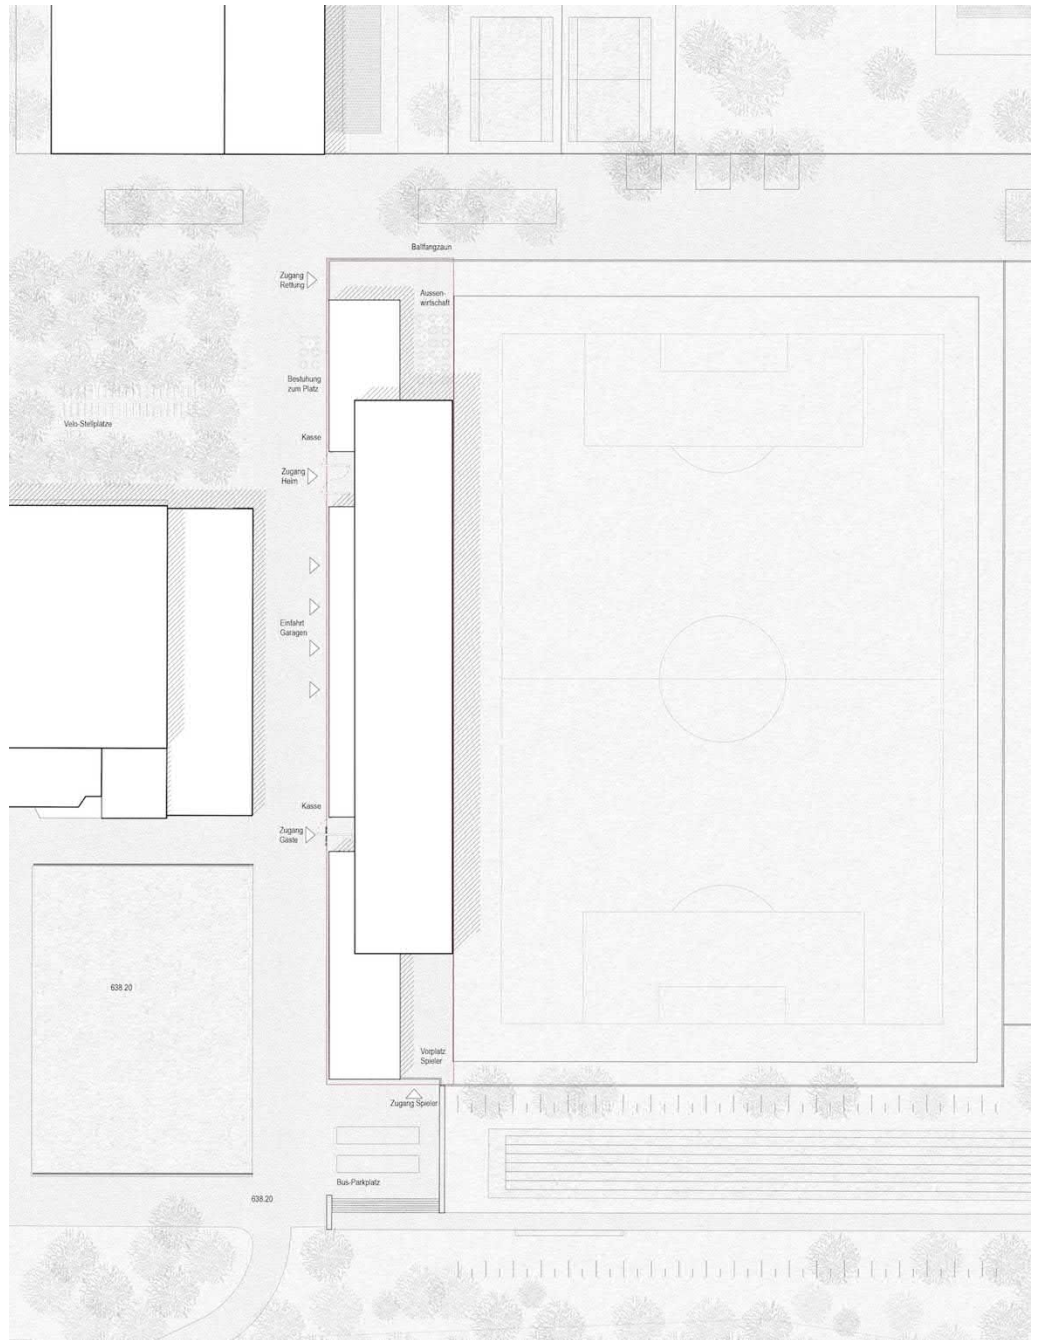 Ballfangzaun
Zugang
Rettung
Aussen-
wirtschaft
Bestuhung
zum Platz
Velo-Stellplätze
Kasse
Zugang
Heim
Einfahrt
Garagen
Kasse
Zugang
Gäste
638.20
Vorplatz
Spieler
Zugang Spieler
Bus-Parkplatz
638.20